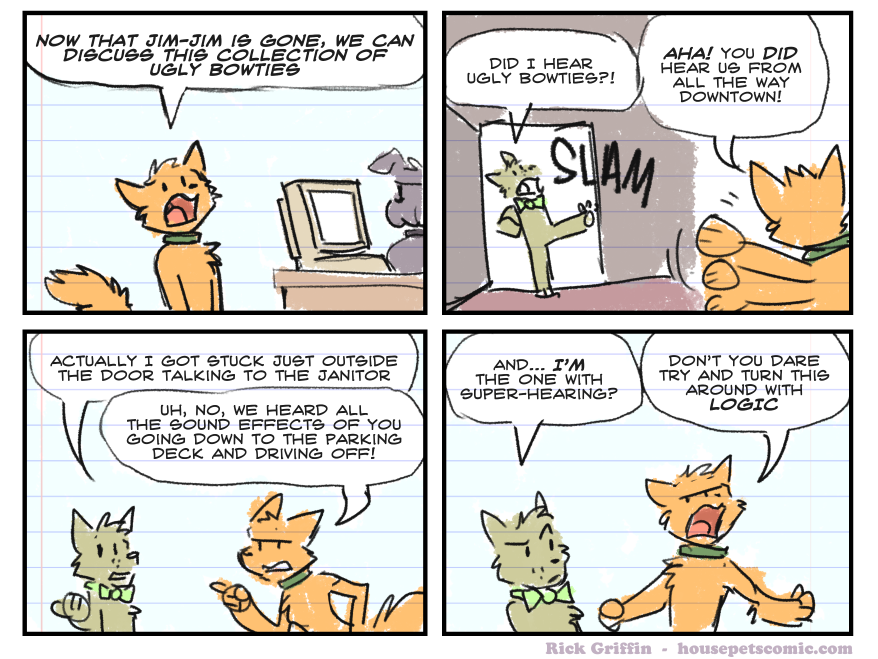 NOW THAT JIM-JIM IS GONE, WE CAN
DISCUSS THIS COLLECTION OF
UGLY BOWTIES
DID I HEAR
UGLY BOWTIES?!
AHA! YOU DID
HEAR US FROM
ALL THE WAY
DOWNTOWN!
SLAM
ACTUALLY I GOT STUCK JUST OUTSIDE
THE DOOR TALKING TO THE JANITOR
UH, NO, WE HEARD ALL
THE SOUND EFFECTS OF YOU
GOING DOWN TO THE PARKING
DECK AND DRIVING OFF!
AND... I'M
THE ONE WITH
SUPER-HEARING?
DON'T YOU DARE
TRY AND TURN THIS
AROUND WITH
LOGIC
Rick Griffin - housepetscomic.com